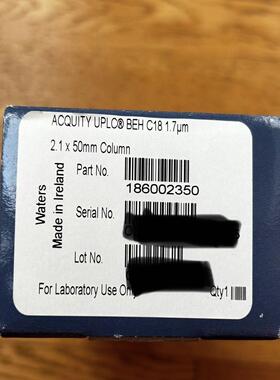 ACQUITY UPLC® BEH C18 1.7µm
2.1 x 50mm Column
Part No.
186002350
Serial No.
Lot No.
For Laboratory Use Only
Qty1
Waters
Made in Ireland